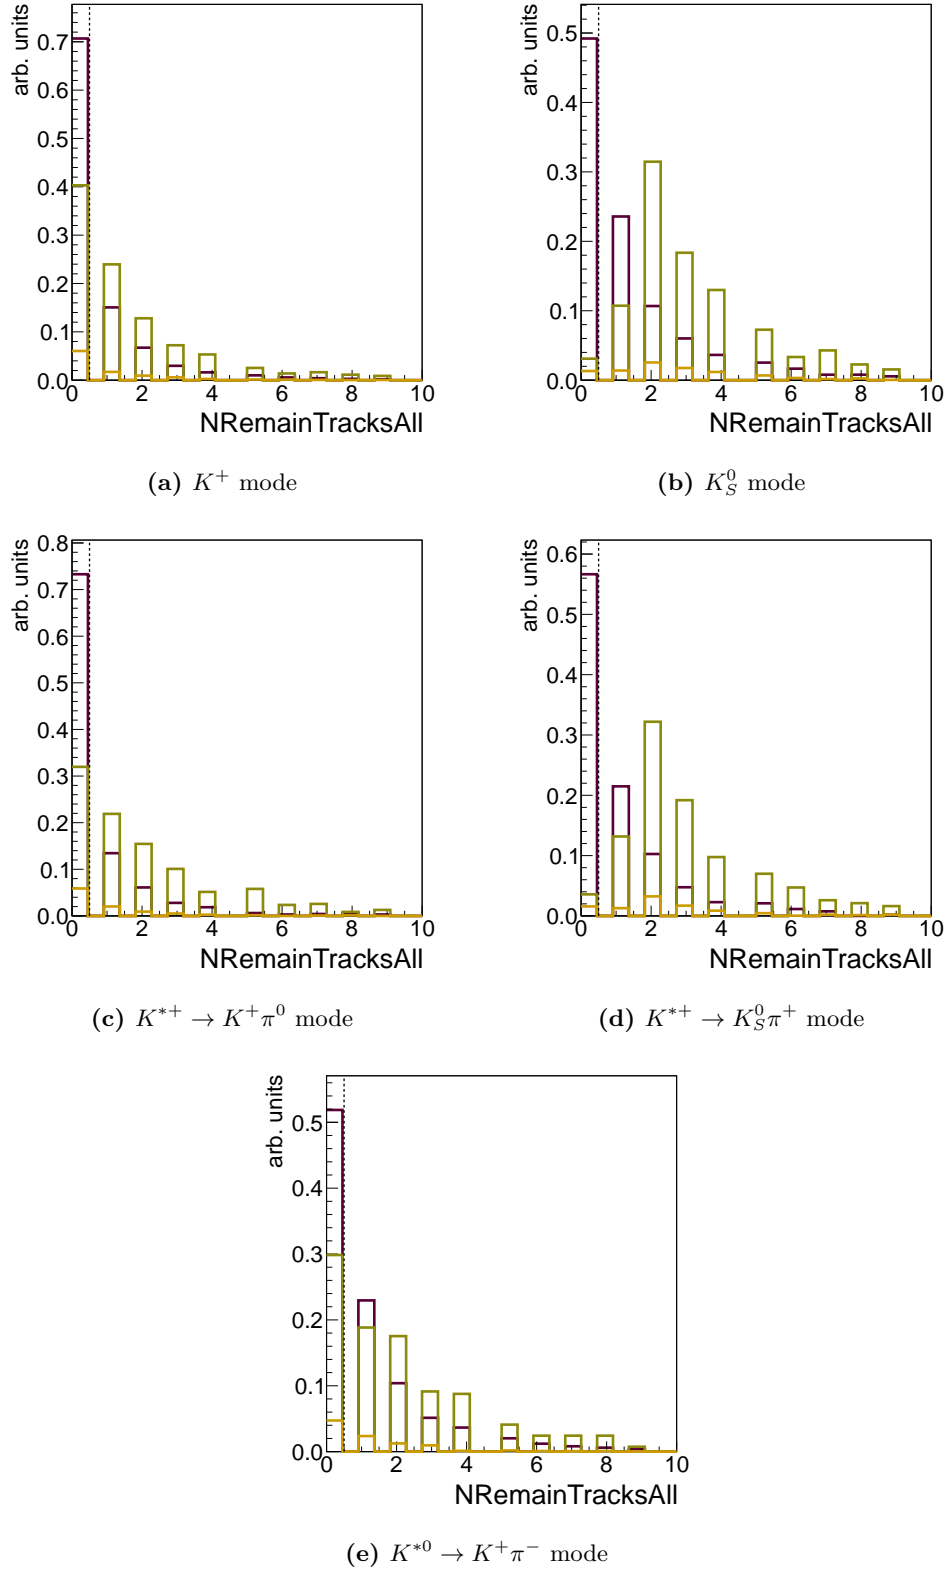 arb. units
0.7
0.6
0.5
0.4
0.3
0.2
0.1
0.0
0 2 4 6 8 10
NRemainTracksAll
(a) K⁺ mode
arb. units
0.5
0.4
0.3
0.2
0.1
0.0
0 2 4 6 8 10
NRemainTracksAll
(b) K_S^0 mode
arb. units
0.8
0.7
0.6
0.5
0.4
0.3
0.2
0.1
0.0
0 2 4 6 8 10
NRemainTracksAll
(c) K*⁺ → K⁺π⁰ mode
arb. units
0.6
0.5
0.4
0.3
0.2
0.1
0.0
0 2 4 6 8 10
NRemainTracksAll
(d) K*⁺ → K_S^0π⁺ mode
arb. units
0.5
0.4
0.3
0.2
0.1
0.0
0 2 4 6 8 10
NRemainTracksAll
(e) K*⁰ → K⁺π⁻ mode